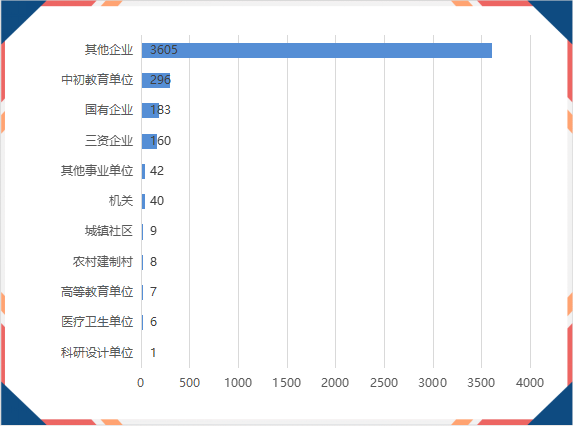 其他企业 3605
中初教育单位 296
国有企业 183
三资企业 160
其他事业单位 42
机关 40
城镇社区 9
农村建制村 8
高等教育单位 7
医疗卫生单位 6
科研设计单位 1
0 500 1000 1500 2000 2500 3000 3500 4000